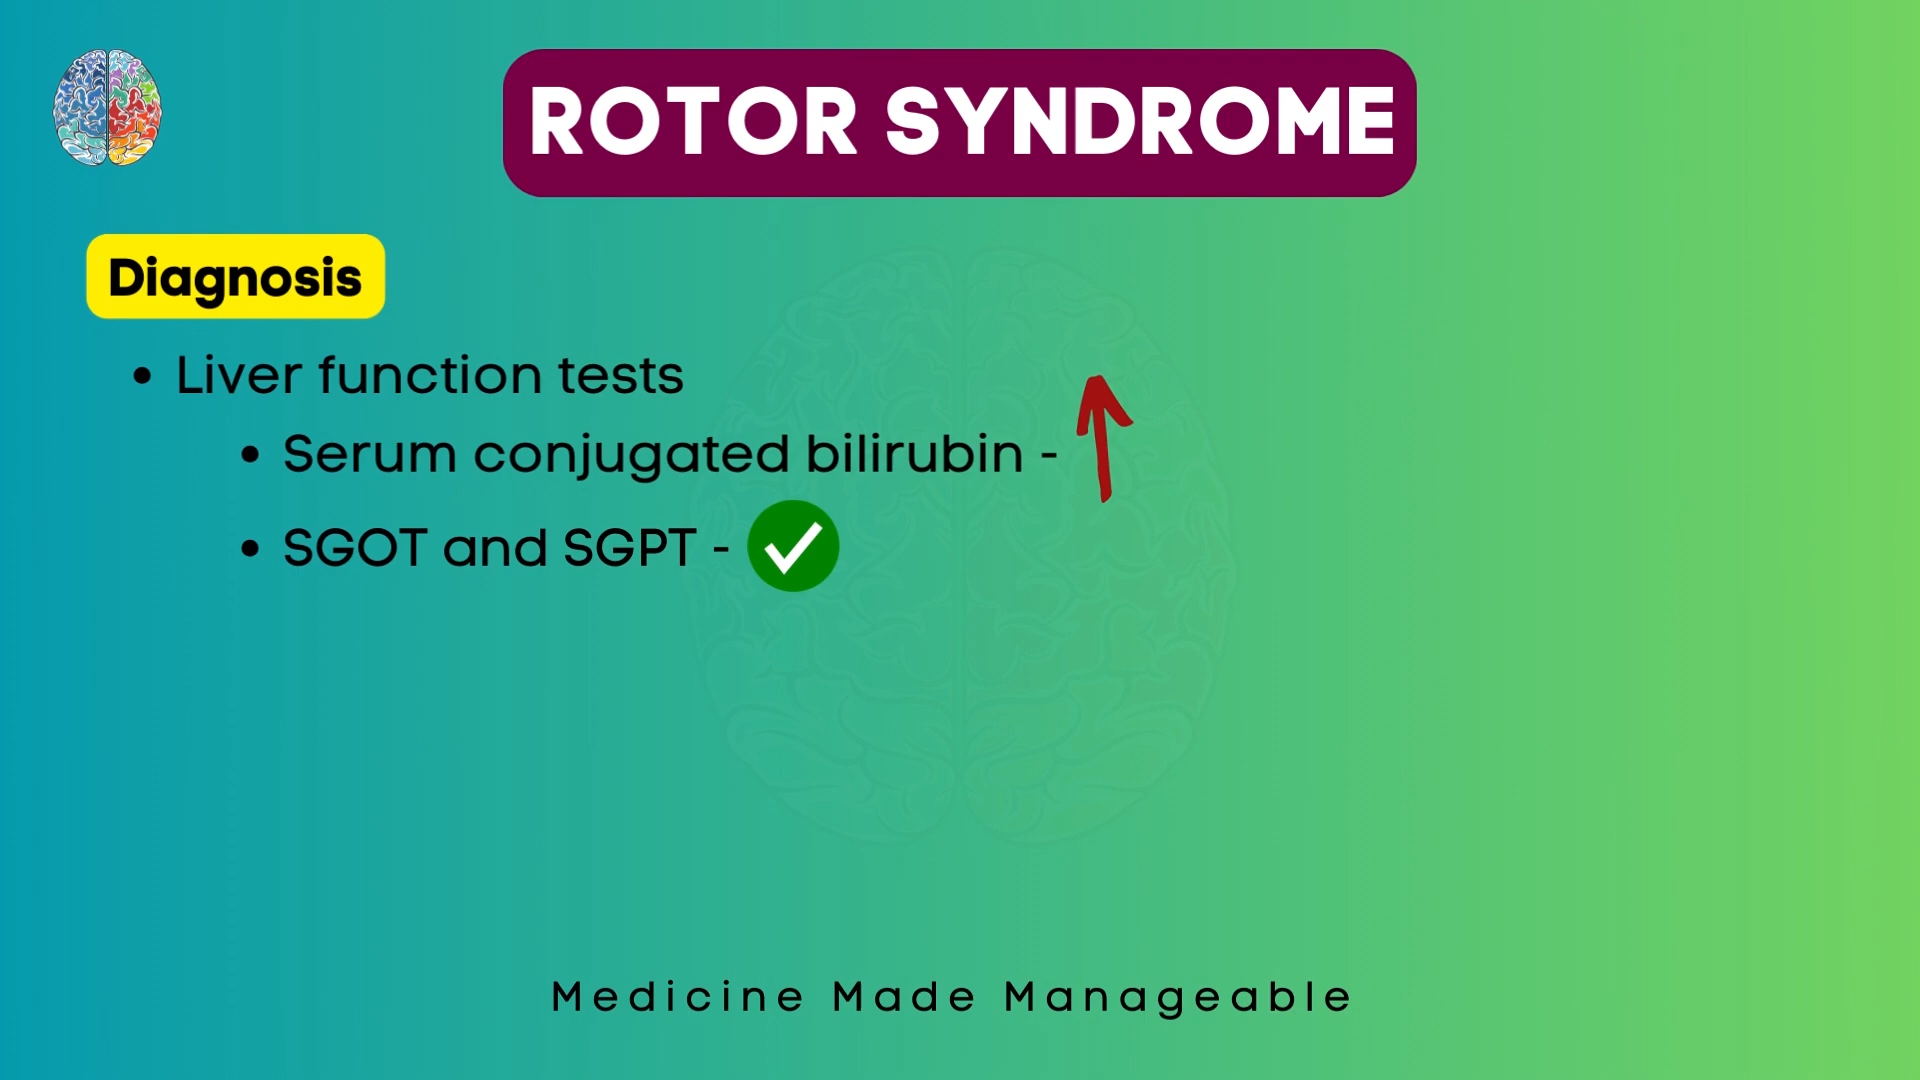 ROTOR SYNDROME
Diagnosis
• Liver function tests
• Serum conjugated bilirubin -
• SGOT and SGPT -
Medicine Made Manageable